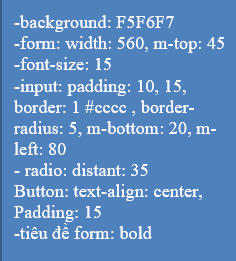 -background: F5F6F7
-form: width: 560, m-top: 45
-font-size: 15
-input: padding: 10, 15,
border: 1 #cccc , border-
radius: 5, m-bottom: 20, m-
left: 80
- radio: distant: 35
Button: text-align: center,
Padding: 15
-tiêu đề form: bold